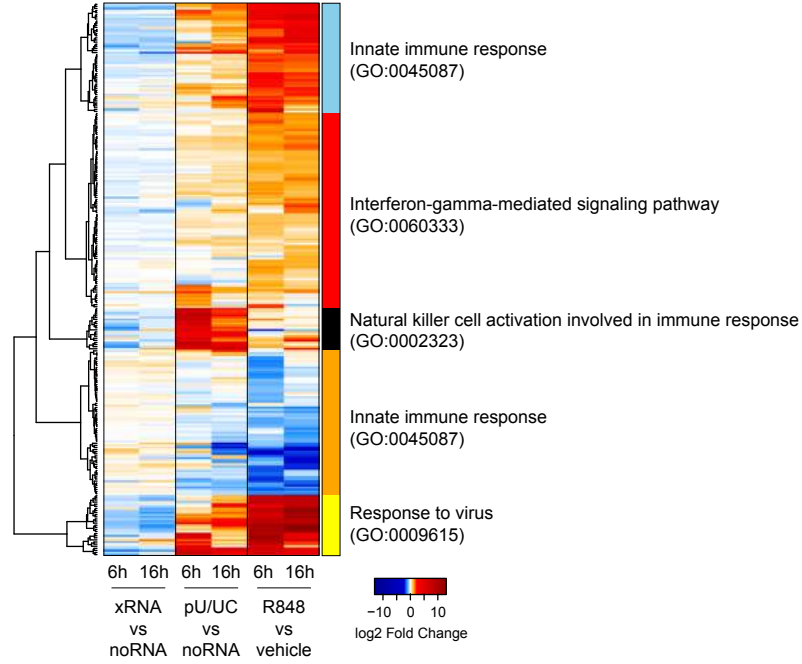 Innate immune response
(GO:0045087)
Interferon-gamma-mediated signaling pathway
(GO:0060333)
Natural killer cell activation involved in immune response
(GO:0002323)
Innate immune response
(GO:0045087)
Response to virus
(GO:0009615)
6h 16h 6h 16h 6h 16h
xRNA vs noRNA
pU/UC vs noRNA
R848 vs vehicle
−10 0 10
log2 Fold Change